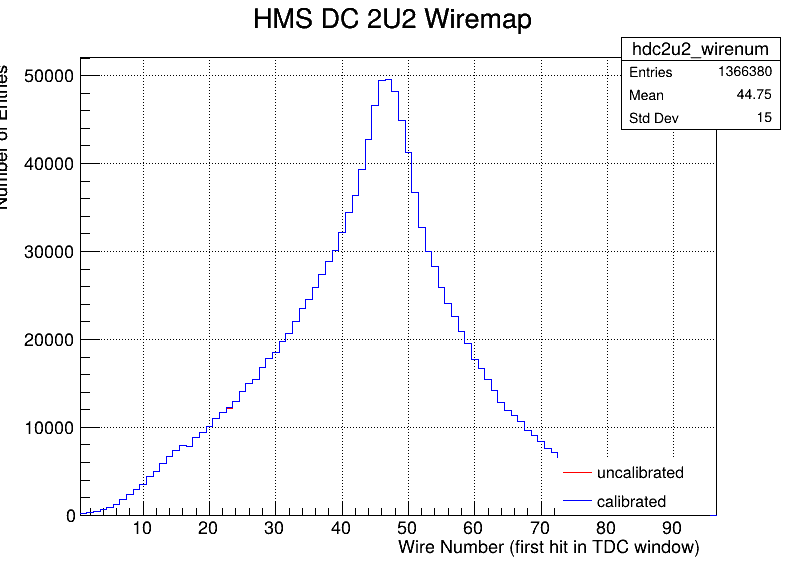 HMS DC 2U2 Wiremap
hdc2u2_wirenum
Entries 1366380
Mean 44.75
Std Dev 15
Number of Entries
50000
40000
30000
20000
10000
0
10 20 30 40 50 60 70 80 90
uncalibrated
calibrated
Wire Number (first hit in TDC window)